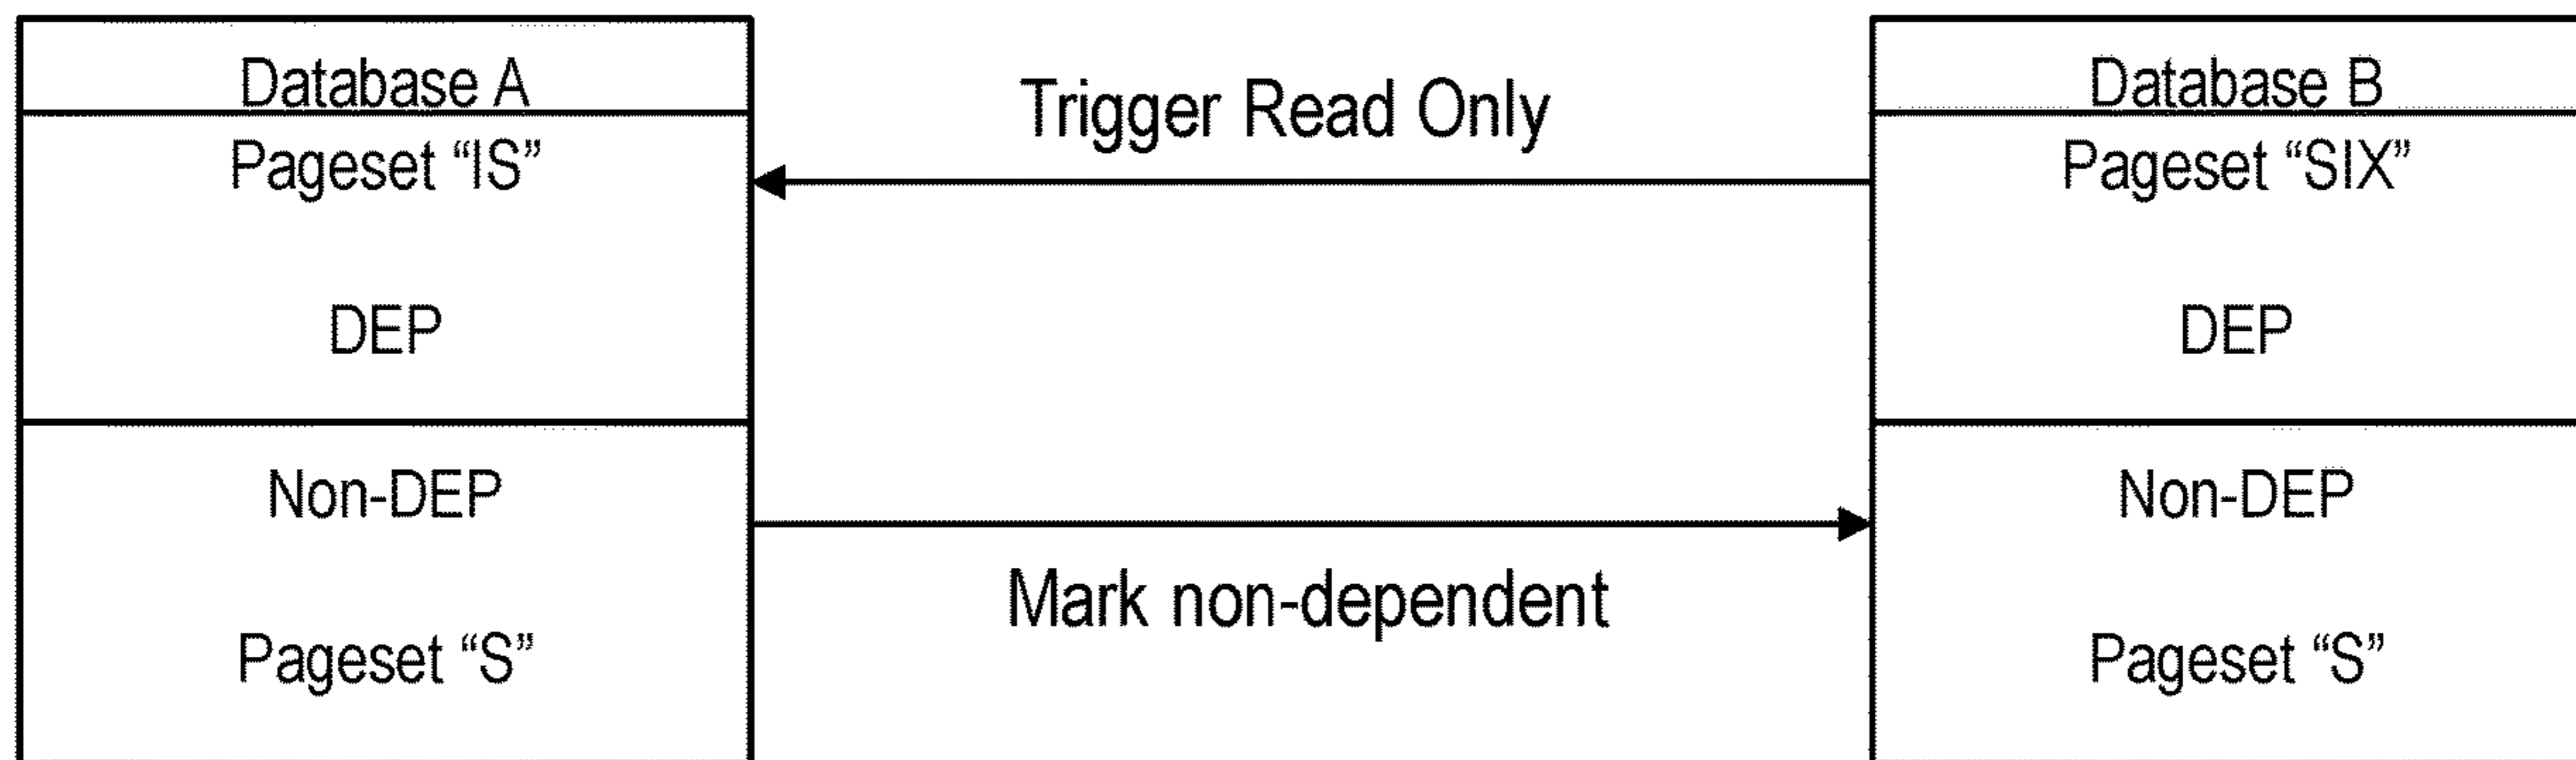 Database A
Pageset “IS”
DEP
Non-DEP
Pageset “S”
Trigger Read Only
Mark non-dependent
Database B
Pageset “SIX”
DEP
Non-DEP
Pageset “S”